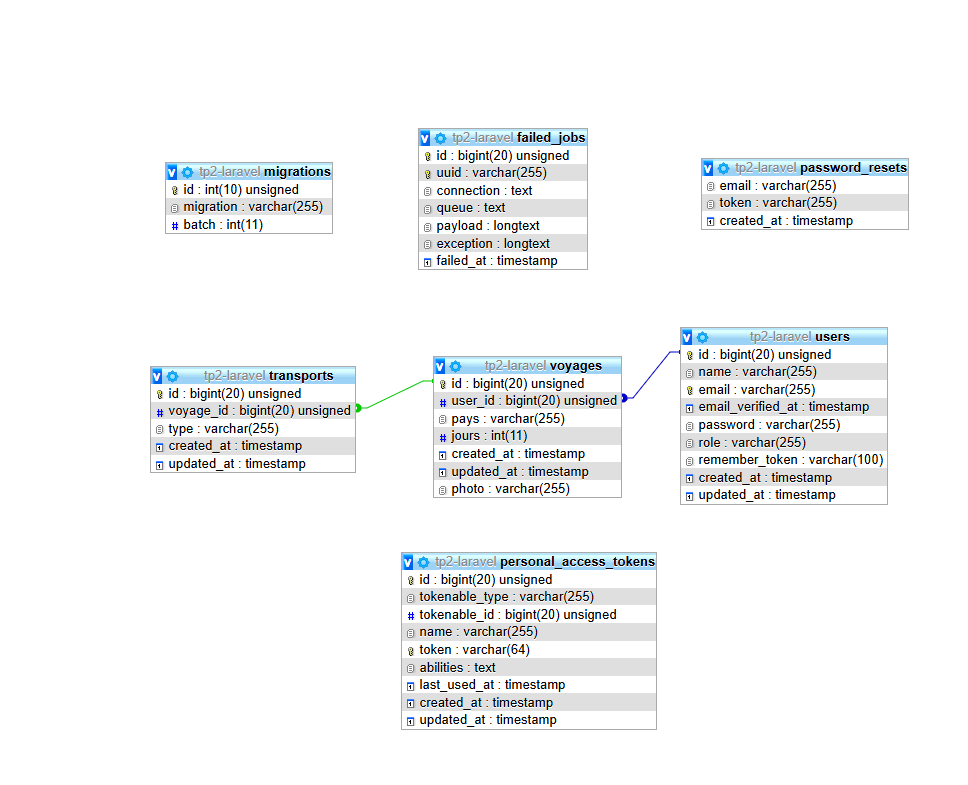 tp2-laravel failed_jobs
id : bigint(20) unsigned
uuid : varchar(255)
connection : text
queue : text
payload : longtext
exception : longtext
failed_at : timestamp
tp2-laravel migrations
id : int(10) unsigned
migration : varchar(255)
# batch : int(11)
tp2-laravel password_resets
email : varchar(255)
token : varchar(255)
created_at : timestamp
tp2-laravel transports
id : bigint(20) unsigned
# voyage_id : bigint(20) unsigned
type : varchar(255)
created_at : timestamp
updated_at : timestamp
tp2-laravel voyages
id : bigint(20) unsigned
# user_id : bigint(20) unsigned
pays : varchar(255)
# jours : int(11)
created_at : timestamp
updated_at : timestamp
photo : varchar(255)
tp2-laravel users
id : bigint(20) unsigned
name : varchar(255)
email : varchar(255)
email_verified_at : timestamp
password : varchar(255)
role : varchar(255)
remember_token : varchar(100)
created_at : timestamp
updated_at : timestamp
tp2-laravel personal_access_tokens
id : bigint(20) unsigned
tokenable_type : varchar(255)
# tokenable_id : bigint(20) unsigned
name : varchar(255)
token : varchar(64)
abilities : text
last_used_at : timestamp
created_at : timestamp
updated_at : timestamp